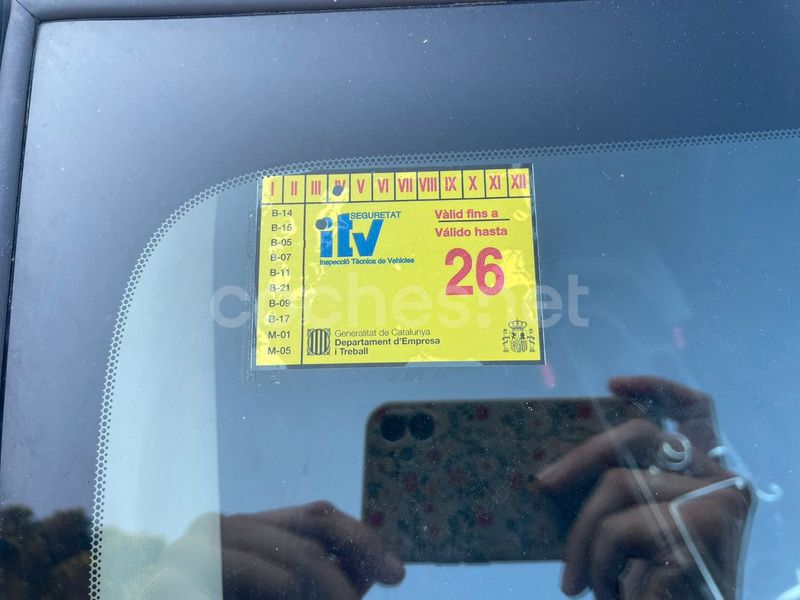 I II III IV V VI VII VIII IX X XI XII
B-14
B-15
B-05
B-07
B-11
B-21
B-09
B-17
M-01
M-05
SEGURETAT
itv
Inspecció Tècnica de Vehicles
Vàlid fins a
Válido hasta
26
Generalitat de Catalunya
Departament d'Empresa
i Treball
coches.net